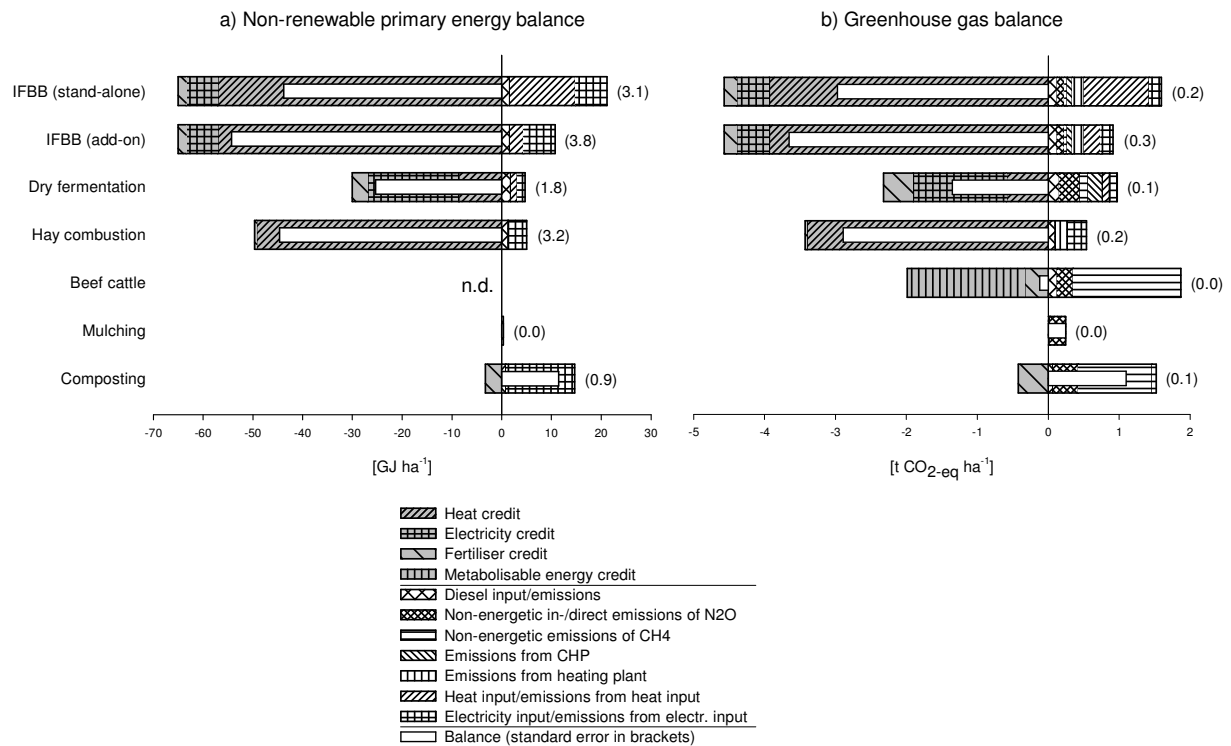 a) Non-renewable primary energy balance
b) Greenhouse gas balance
IFBB (stand-alone)
(3.1)
(0.2)
IFBB (add-on)
(3.8)
(0.3)
Dry fermentation
(1.8)
(0.1)
Hay combustion
(3.2)
(0.2)
Beef cattle
n.d.
(0.0)
Mulching
(0.0)
(0.0)
Composting
(0.9)
(0.1)
-70 -60 -50 -40 -30 -20 -10 0 10 20 30
-5 -4 -3 -2 -1 0 1 2
[GJ ha⁻¹]
[t CO₂₋eq ha⁻¹]
Heat credit
Electricity credit
Fertiliser credit
Metabolisable energy credit
Diesel input/emissions
Non-energetic in-/direct emissions of N2O
Non-energetic emissions of CH4
Emissions from CHP
Emissions from heating plant
Heat input/emissions from heat input
Electricity input/emissions from electr. input
Balance (standard error in brackets)